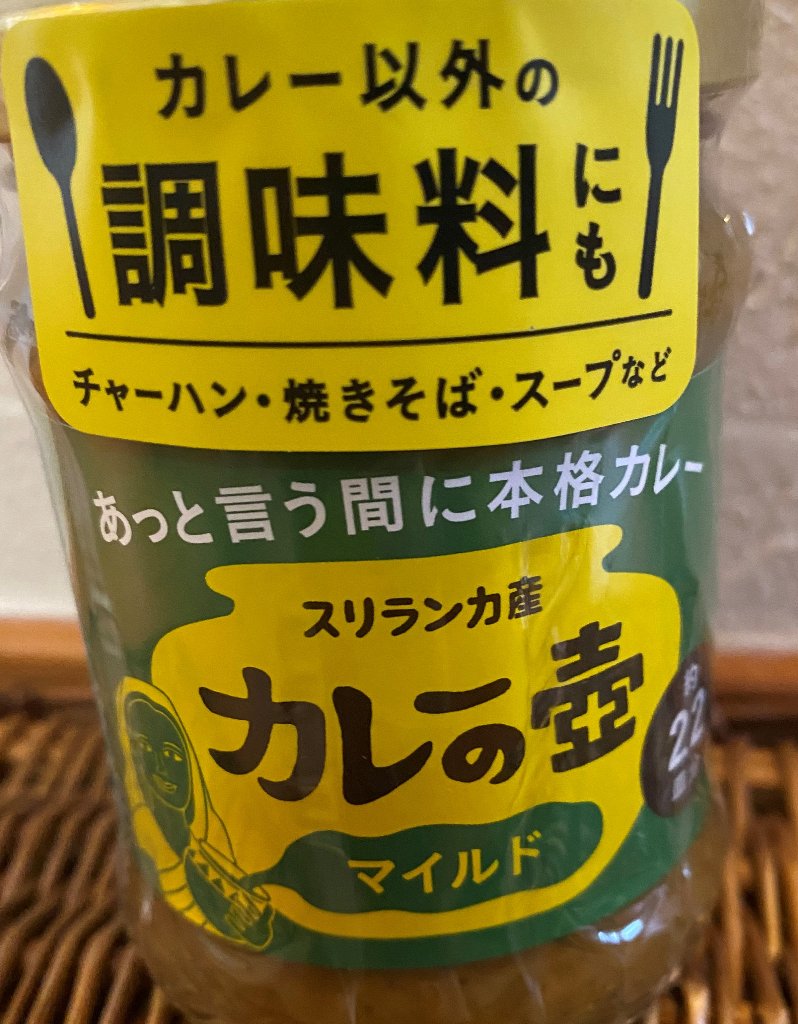 カレー以外の
調味料にも
チャーハン・焼きそば・スープなど
あっと言う間に本格カレー
スリランカ産
カレーの壺
マイルド
約
22